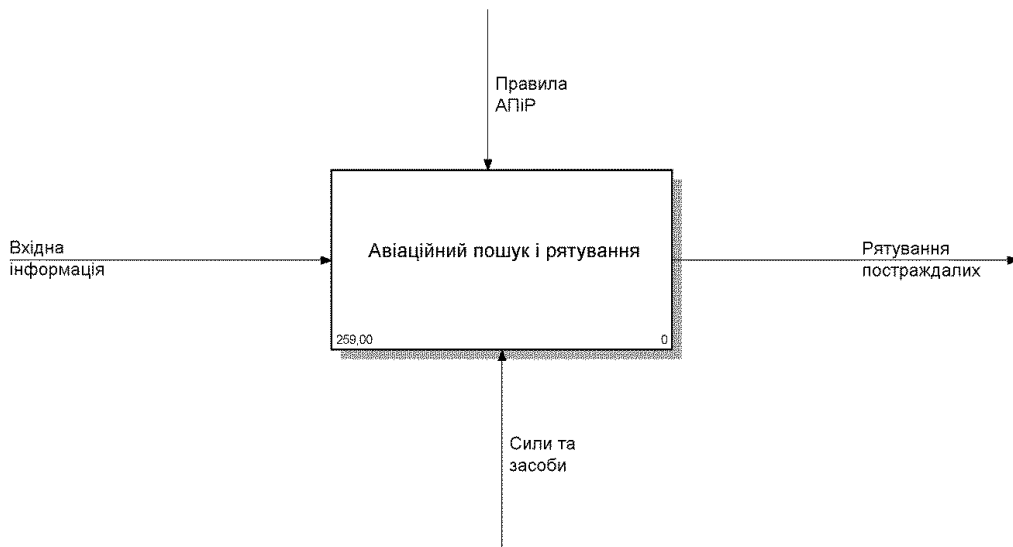 Правила
АПіР
Вхідна
інформація
Авіаційний пошук і рятування
Рятування
постраждалих
259,00
0
Сили та
засоби